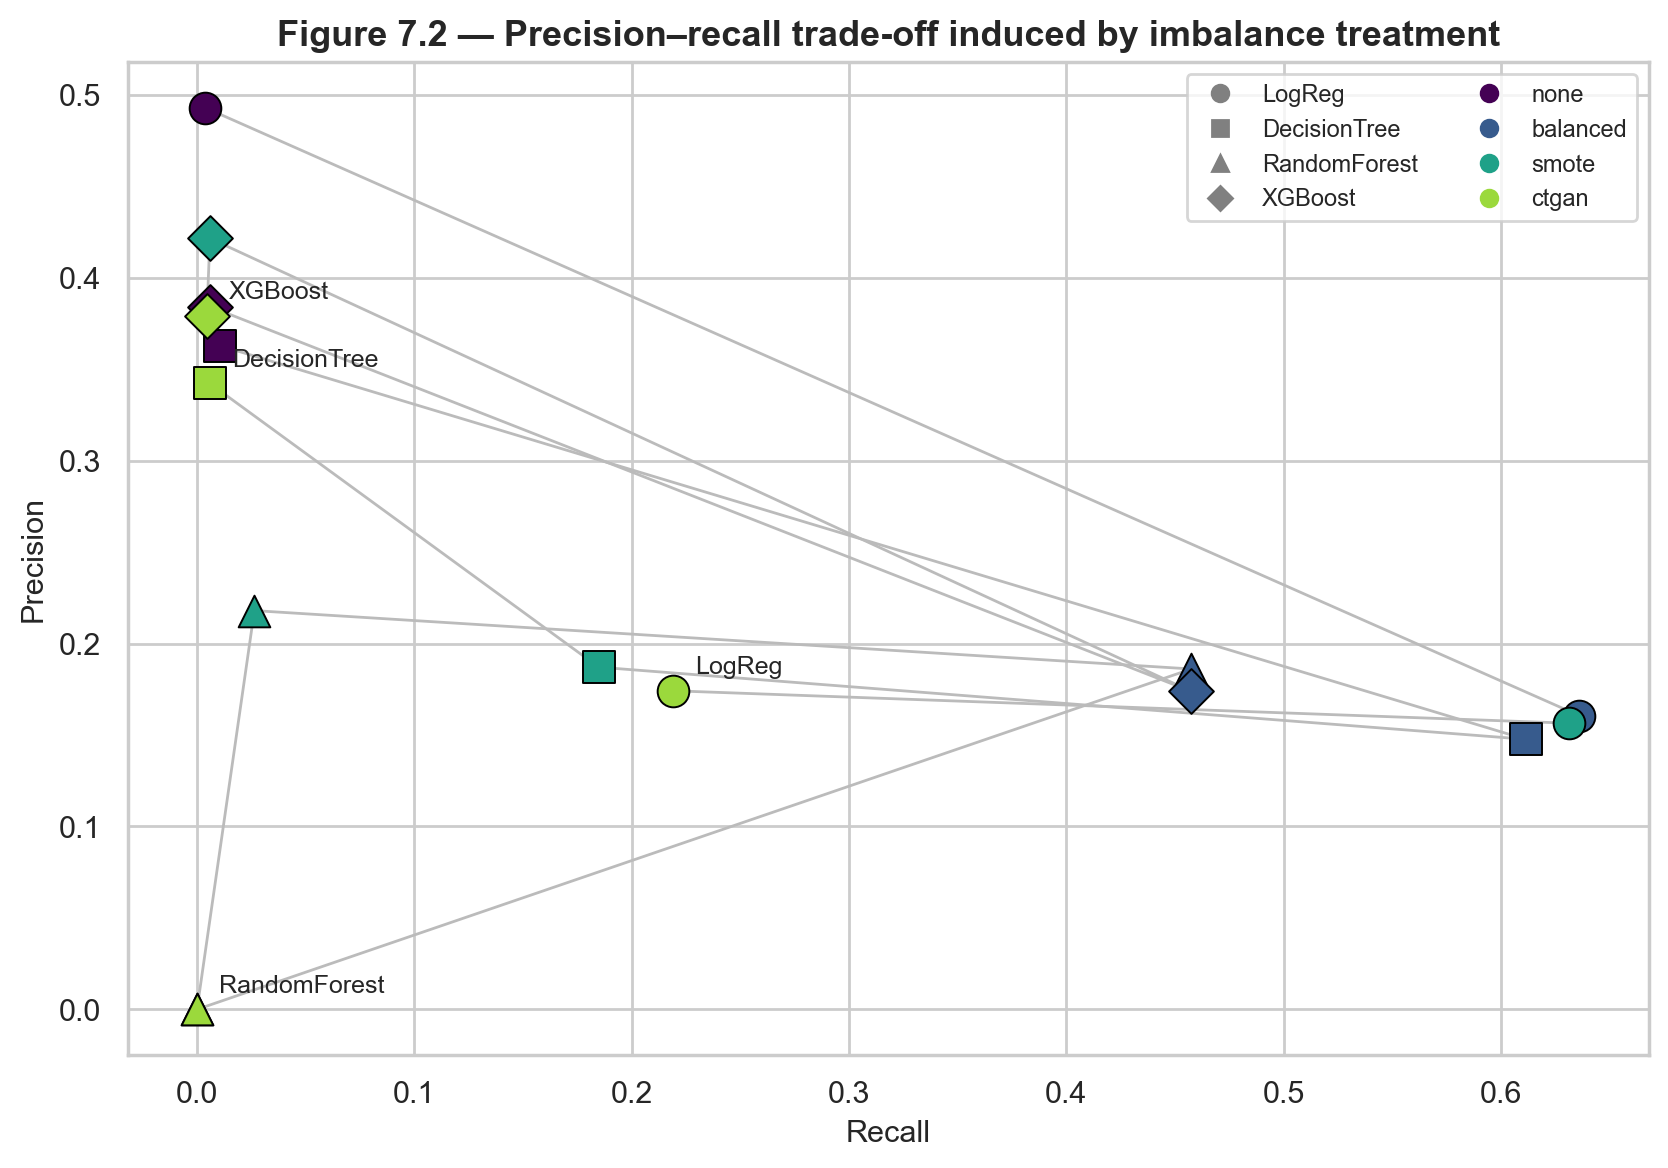 Figure 7.2 — Precision–recall trade-off induced by imbalance treatment
LogReg
DecisionTree
RandomForest
XGBoost
none
balanced
smote
ctgan
0.5
0.4
0.3
0.2
0.1
0.0
Precision
XGBoost
DecisionTree
LogReg
RandomForest
0.0 0.1 0.2 0.3 0.4 0.5 0.6
Recall